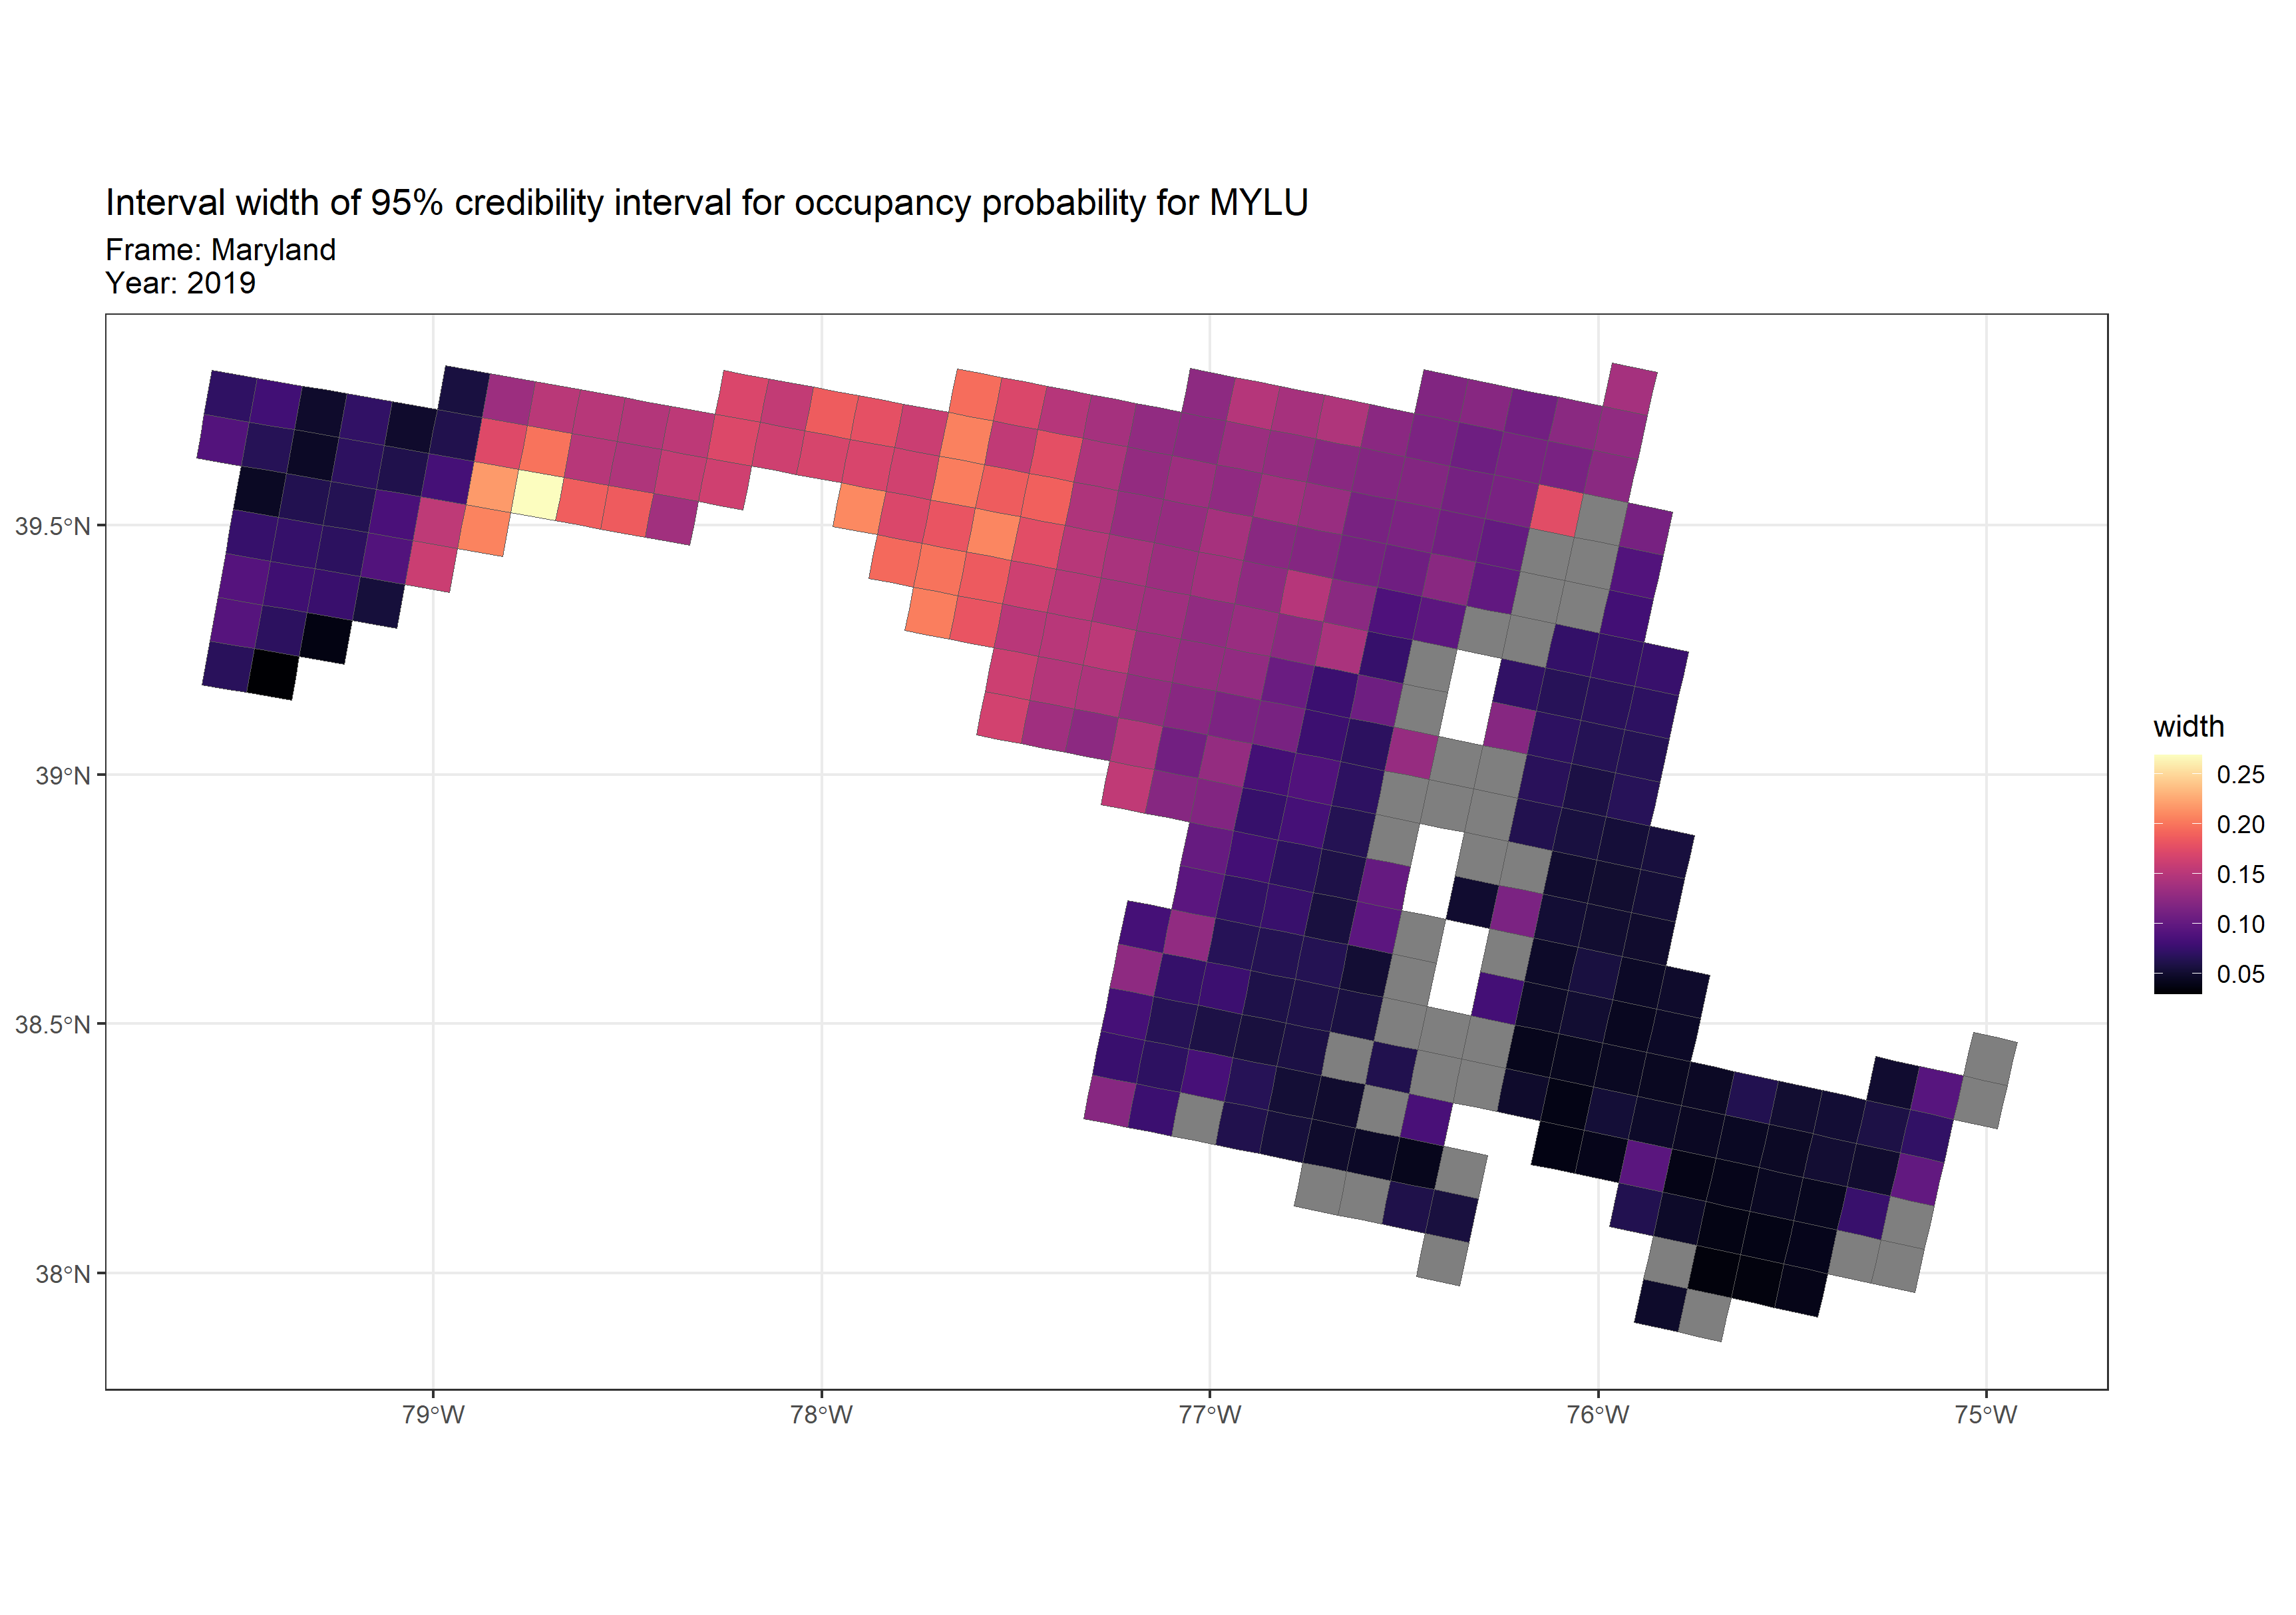 Interval width of 95% credibility interval for occupancy probability for MYLU
Frame: Maryland
Year: 2019
39.5°N
39°N
38.5°N
38°N
79°W
78°W
77°W
76°W
75°W
width
0.25
0.20
0.15
0.10
0.05